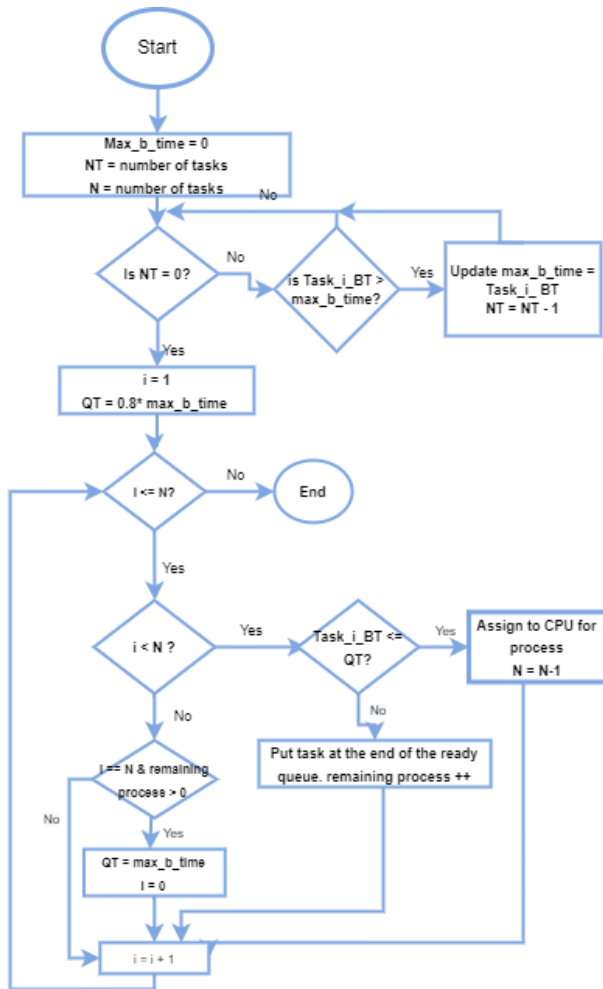 Start
Max_b_time = 0
NT = number of tasks
N = number of tasks
No
Is NT = 0?
No
is Task_i_BT >
max_b_time?
Yes
Update max_b_time =
Task_i_ BT
NT = NT - 1
Yes
i = 1
QT = 0.8* max_b_time
I <= N?
No
End
Yes
i < N ?
Yes
Task_i_BT <=
QT?
Yes
Assign to CPU for
process
N = N-1
No
No
I == N & remaining
process > 0
Put task at the end of the ready
queue. remaining process ++
No
Yes
QT = max_b_time
I = 0
i = i + 1